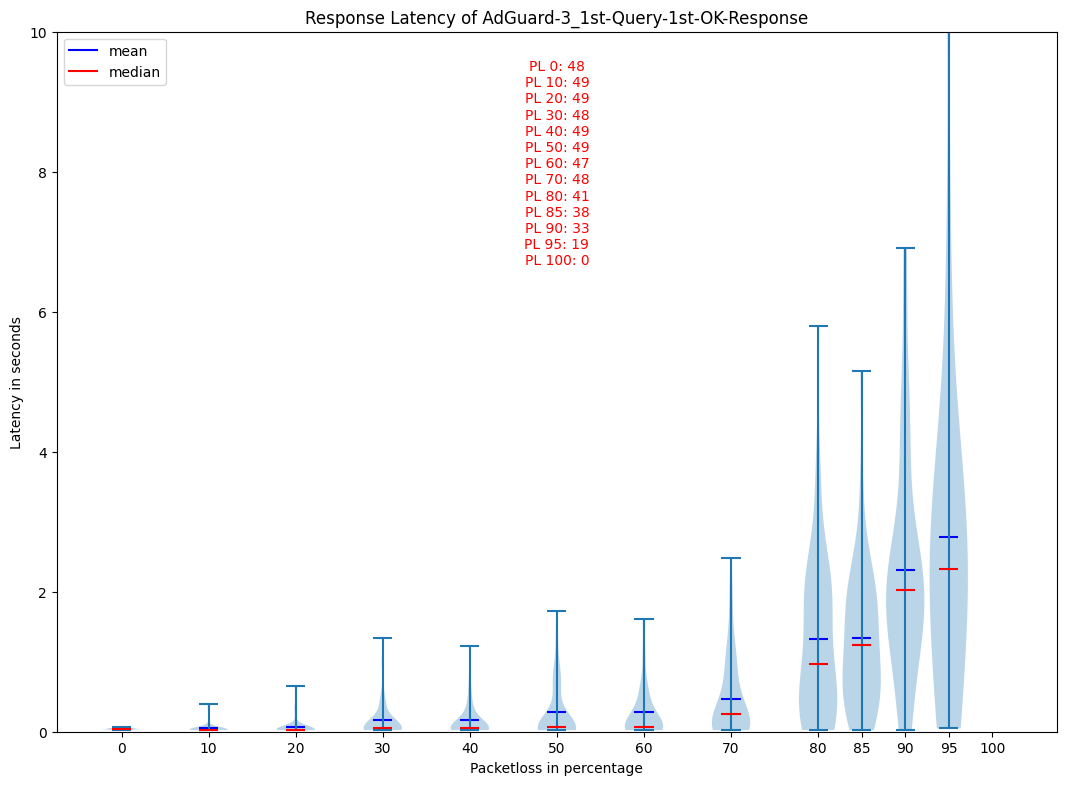 Response Latency of AdGuard-3_1st-Query-1st-OK-Response
mean
median
PL 0: 48
PL 10: 49
PL 20: 49
PL 30: 48
PL 40: 49
PL 50: 49
PL 60: 47
PL 70: 48
PL 80: 41
PL 85: 38
PL 90: 33
PL 95: 19
PL 100: 0
Latency in seconds
10
8
6
4
2
0
0 10 20 30 40 50 60 70 80 85 90 95 100
Packetloss in percentage